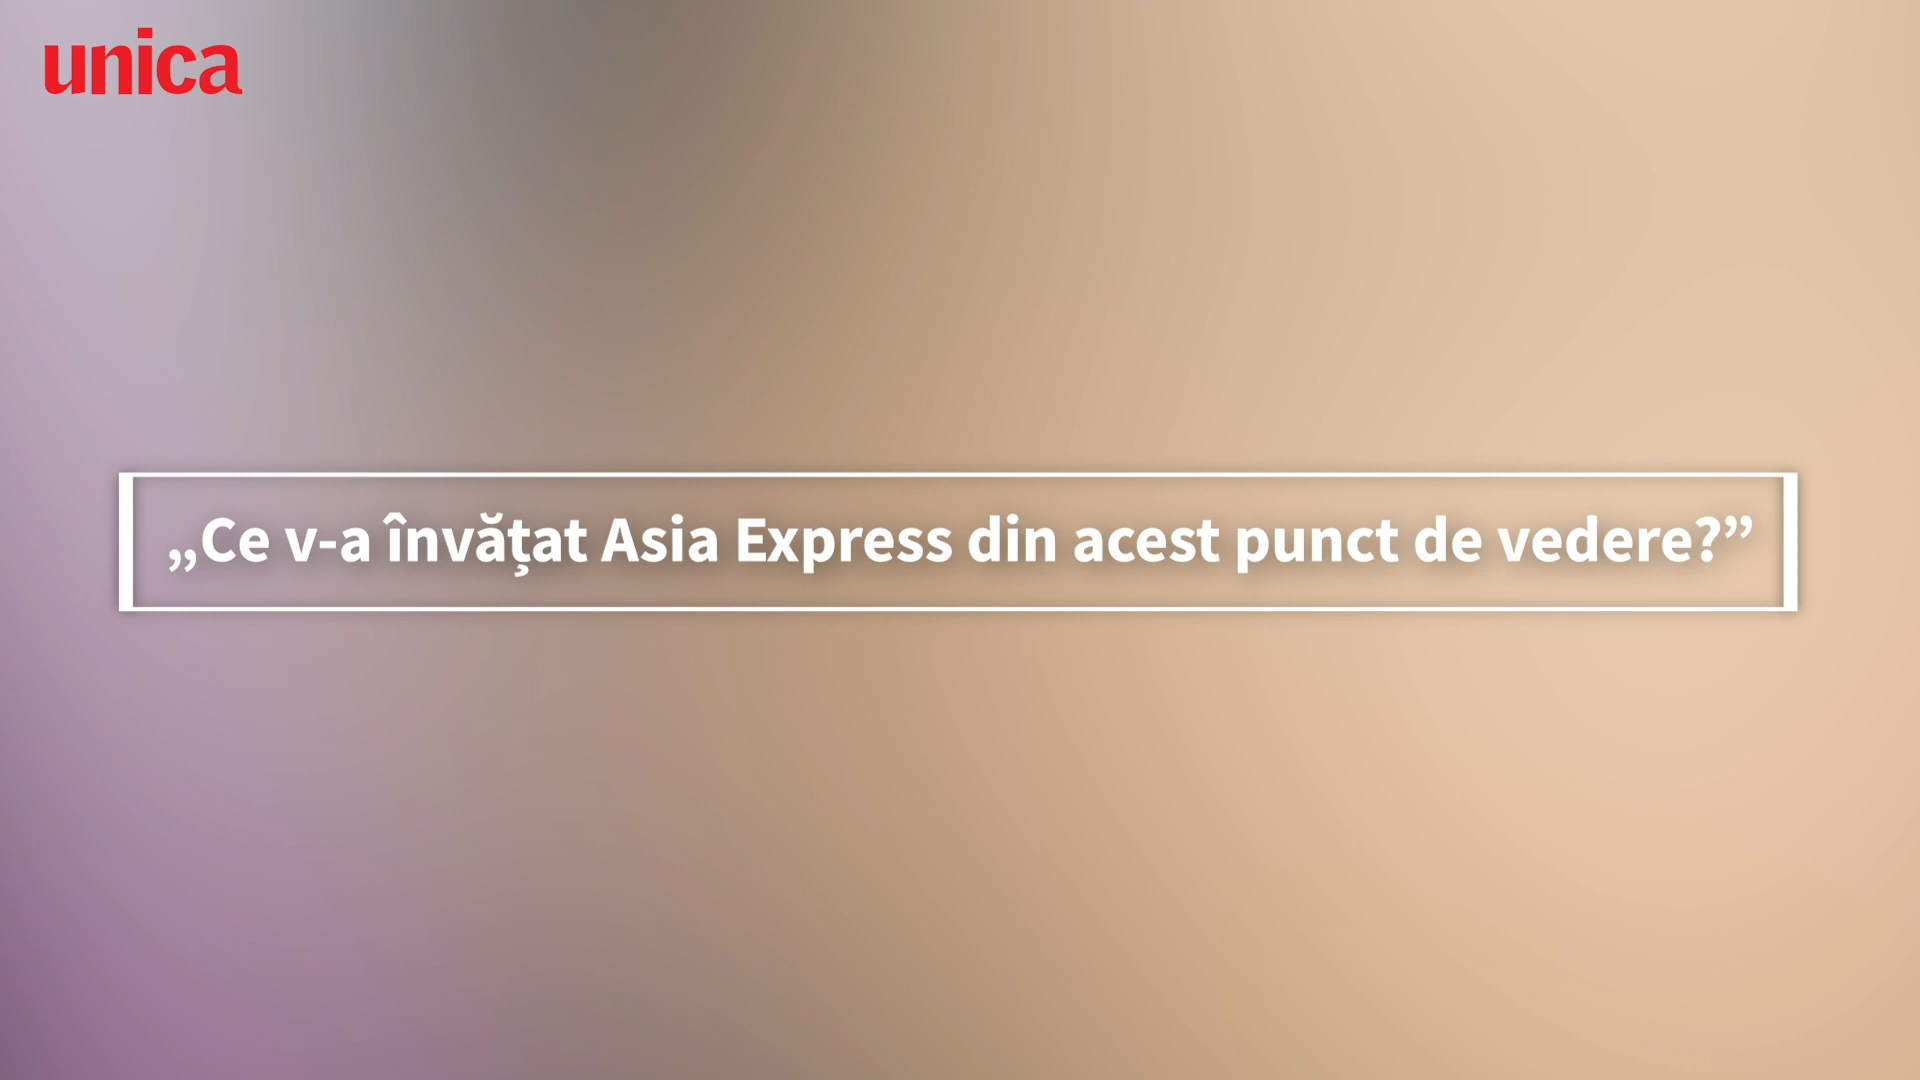 unica
„Ce v-a învățat Asia Express din acest punct de vedere?”